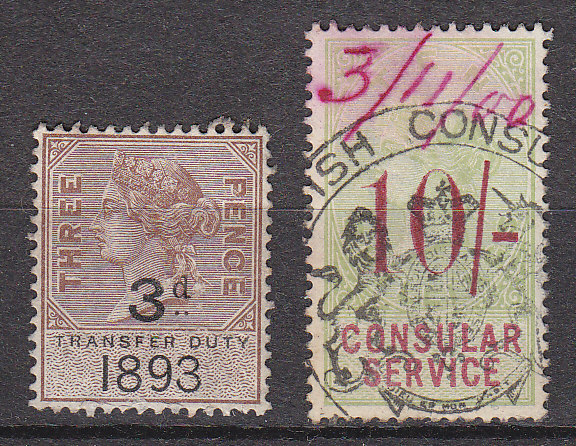 THREE PENCE
3d
TRANSFER DUTY
1893
3/11/00
ISH CONSU
10/-
CONSULAR
SERVICE